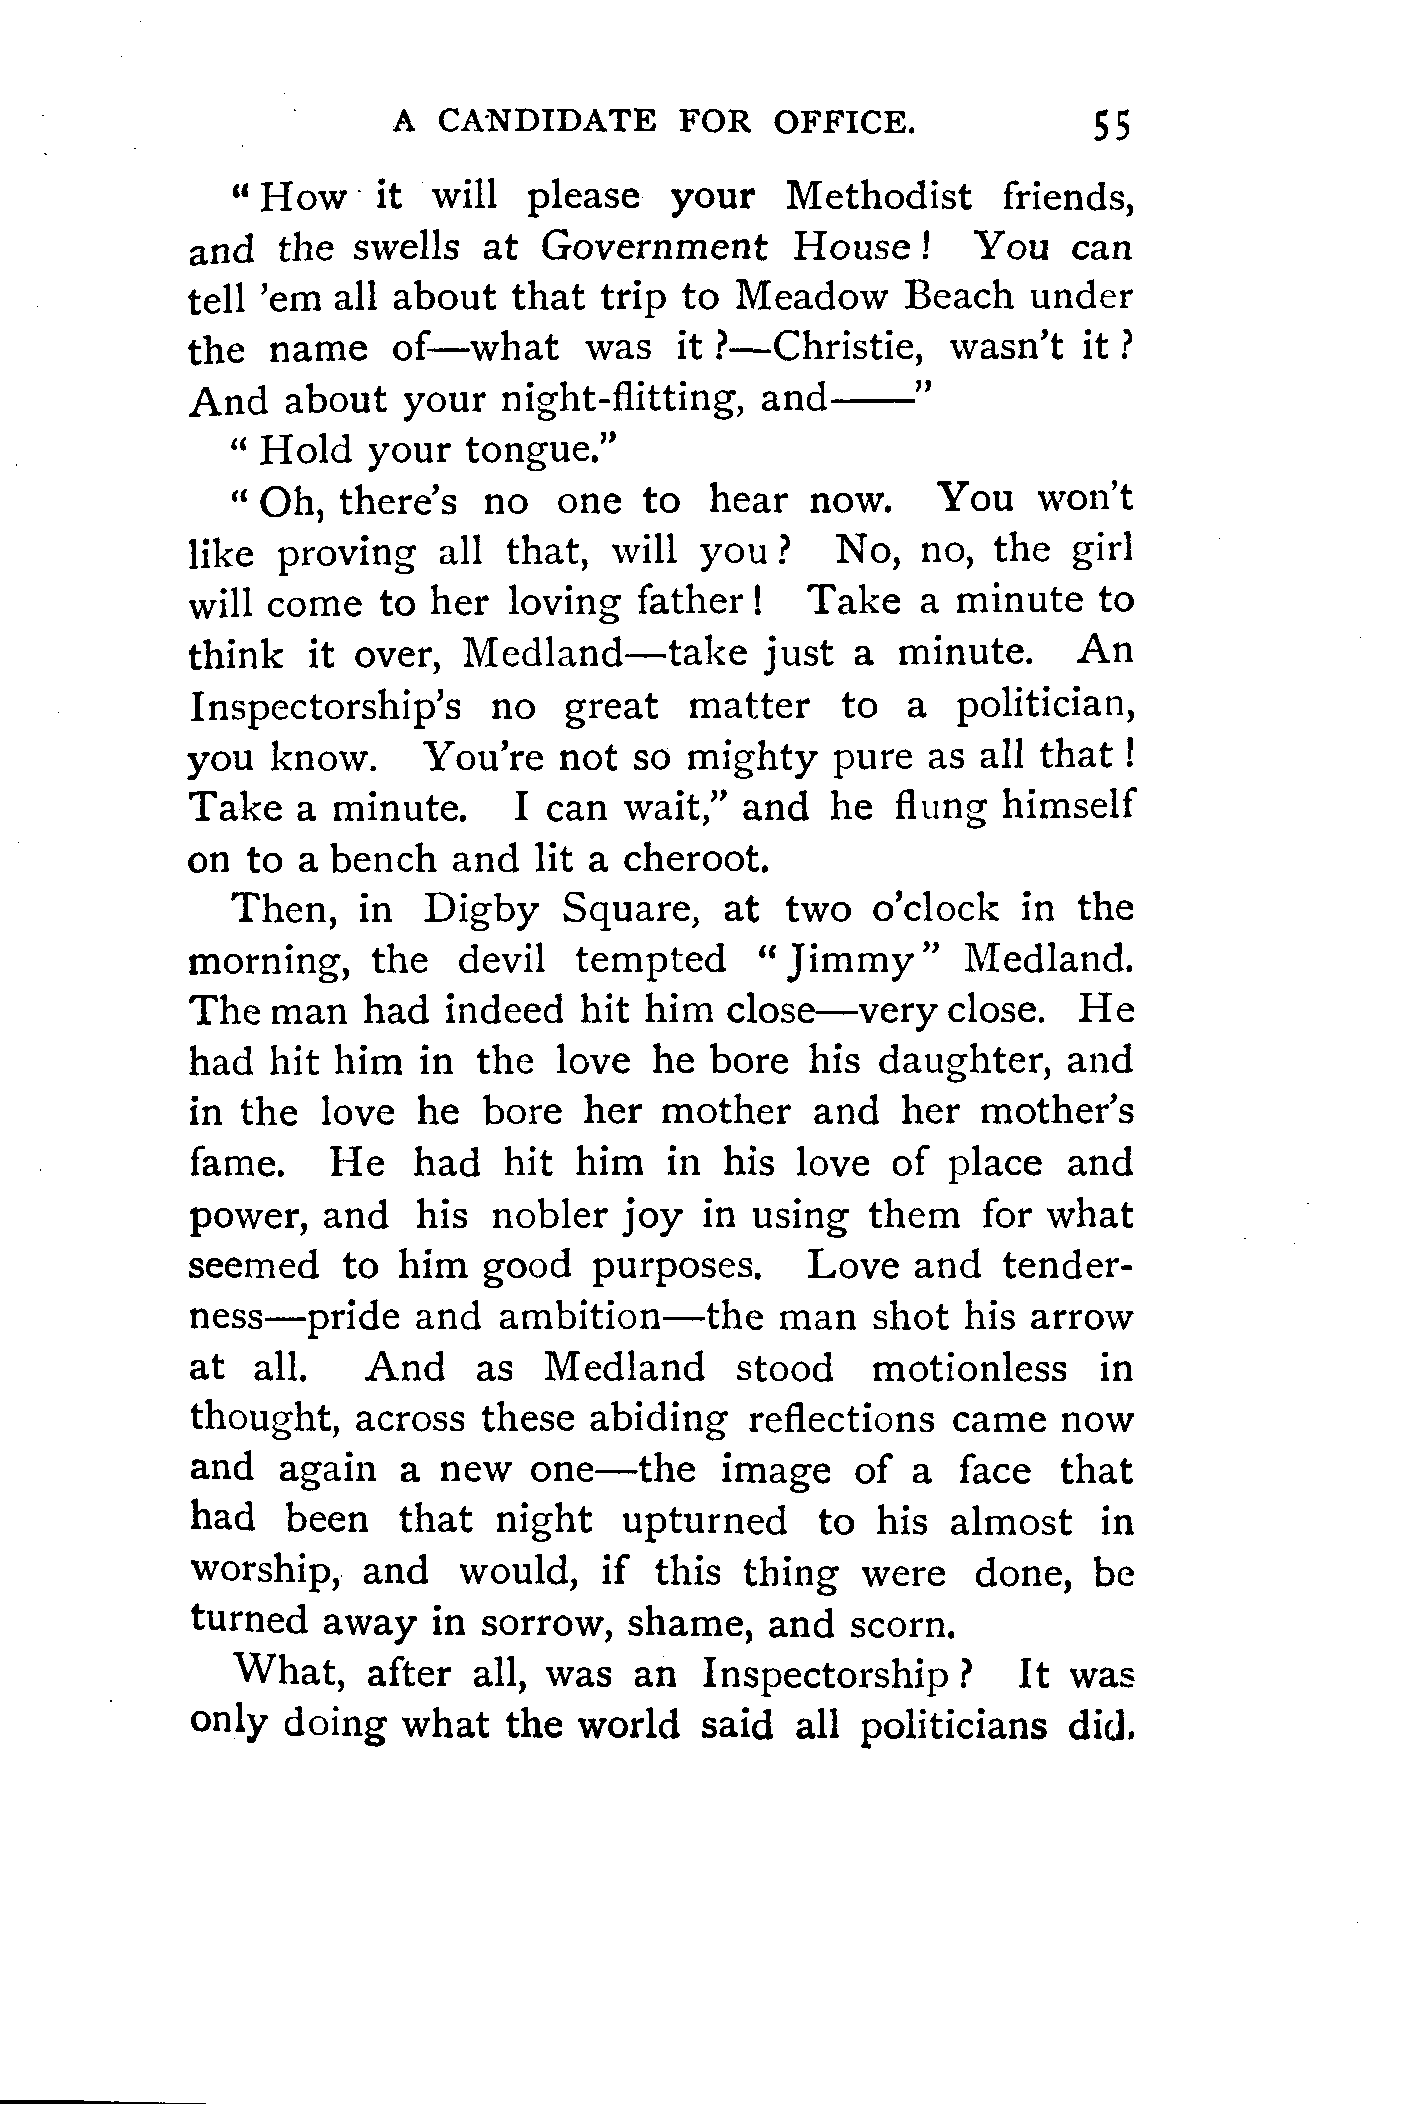 A CANDIDATE FOR OFFICE. 55
“ How it will please your Methodist friends,
and the swells at Government House ! You can
tell ’em all about that trip to Meadow Beach under
the name of—what was it ?—Christie, wasn’t it ?
And about your night-flitting, and——”
“ Hold your tongue.”
“ Oh, there’s no one to hear now. You won’t
like proving all that, will you ? No, no, the girl
will come to her loving father ! Take a minute to
think it over, Medland—take just a minute. An
Inspectorship’s no great matter to a politician,
you know. You’re not so mighty pure as all that !
Take a minute. I can wait,” and he flung himself
on to a bench and lit a cheroot.
Then, in Digby Square, at two o’clock in the
morning, the devil tempted “ Jimmy ” Medland.
The man had indeed hit him close—very close. He
had hit him in the love he bore his daughter, and
in the love he bore her mother and her mother’s
fame. He had hit him in his love of place and
power, and his nobler joy in using them for what
seemed to him good purposes. Love and tender-
ness—pride and ambition—the man shot his arrow
at all. And as Medland stood motionless in
thought, across these abiding reflections came now
and again a new one—the image of a face that
had been that night upturned to his almost in
worship, and would, if this thing were done, be
turned away in sorrow, shame, and scorn.
What, after all, was an Inspectorship ? It was
only doing what the world said all politicians did.